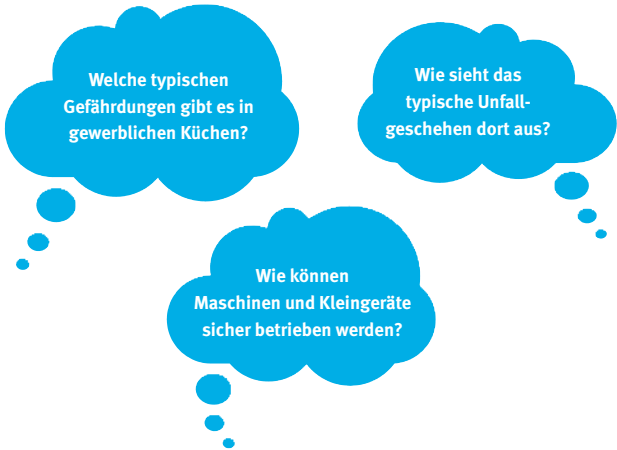 Welche typischen
Gefährdungen gibt es in
gewerblichen Küchen?
Wie sieht das
typische Unfall-
geschehen dort aus?
Wie können
Maschinen und Kleingeräte
sicher betrieben werden?